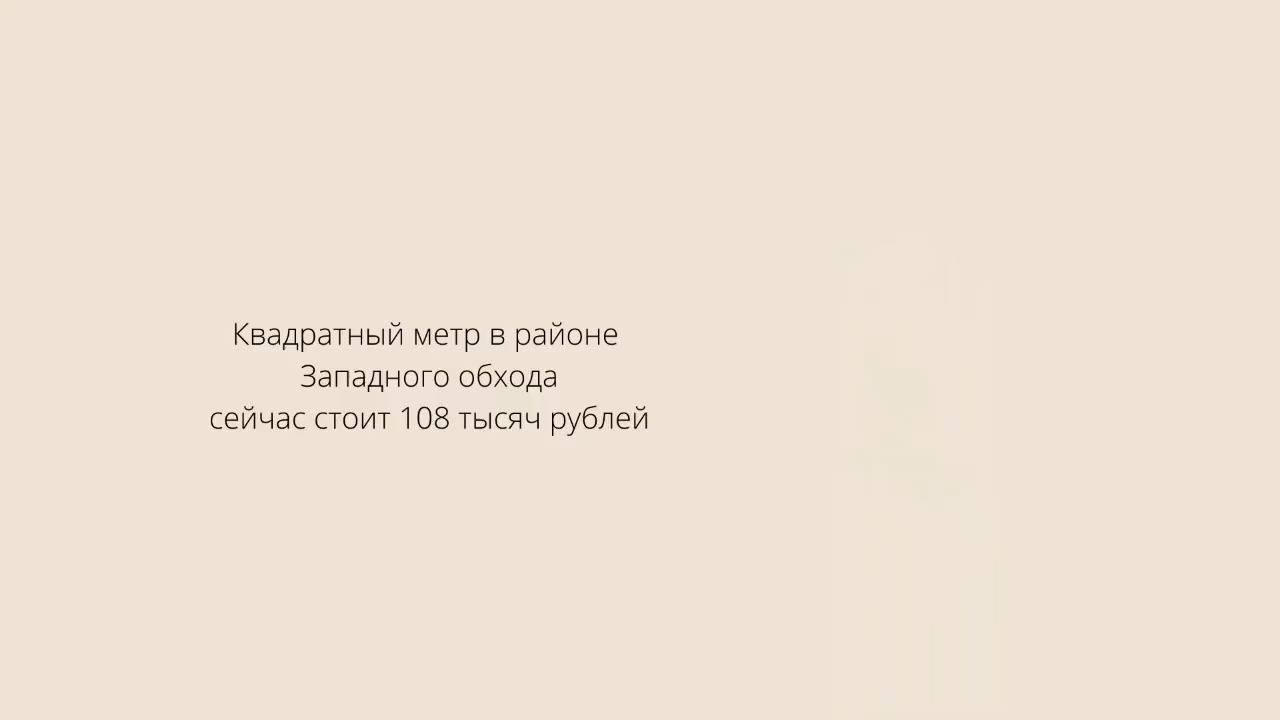 Квадратный метр в районе
Западного обхода
сейчас стоит 108 тысяч рублей